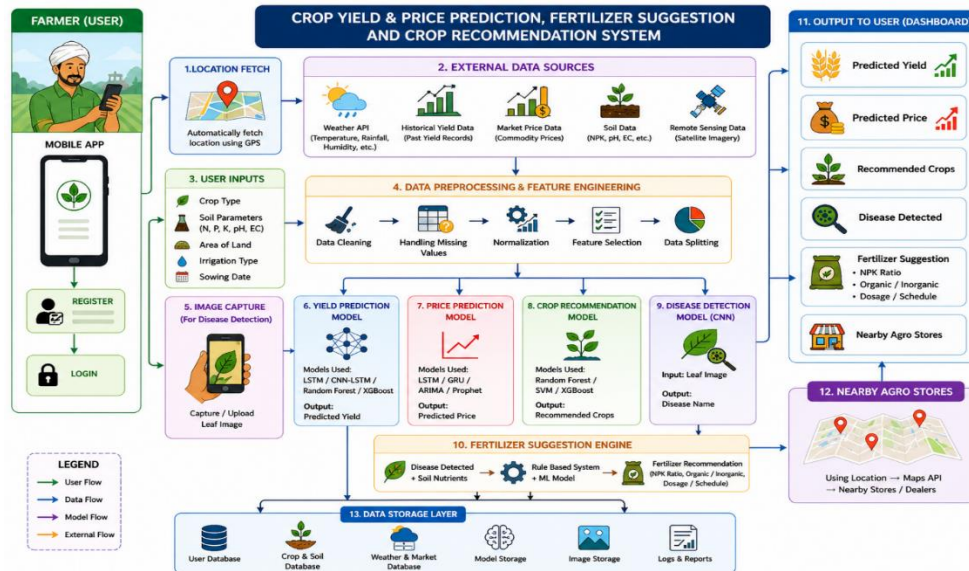 FARMER (USER)
MOBILE APP
REGISTER
LOGIN
LEGEND
User Flow
Data Flow
Model Flow
External Flow
CROP YIELD & PRICE PREDICTION, FERTILIZER SUGGESTION
AND CROP RECOMMENDATION SYSTEM
1.LOCATION FETCH
Automatically fetch
location using GPS
2. EXTERNAL DATA SOURCES
Weather API
(Temperature, Rainfall,
Humidity, etc.)
Historical Yield Data
(Past Yield Records)
Market Price Data
(Commodity Prices)
Soil Data
(NPK, pH, EC, etc.)
Remote Sensing Data
(Satellite Imagery)
3. USER INPUTS
Crop Type
Soil Parameters
(N, P, K, pH, EC)
Area of Land
Irrigation Type
Sowing Date
4. DATA PREPROCESSING & FEATURE ENGINEERING
Data Cleaning
Handling Missing
Values
Normalization
Feature Selection
Data Splitting
5. IMAGE CAPTURE
(For Disease Detection)
Capture / Upload
Leaf Image
6. YIELD PREDICTION
MODEL
Models Used:
LSTM / CNN-LSTM /
Random Forest / XGBoost
Output:
Predicted Yield
7. PRICE PREDICTION
MODEL
Models Used:
LSTM / GRU /
ARIMA / Prophet
Output:
Predicted Price
8. CROP RECOMMENDATION
MODEL
Models Used:
Random Forest /
SVM / XGBoost
Output:
Recommended Crops
9. DISEASE DETECTION
MODEL (CNN)
Input: Leaf Image
Output:
Disease Name
10. FERTILIZER SUGGESTION ENGINE
Disease Detected
+ Soil Nutrients
Rule Based System
+ ML Model
Fertilizer Recommendation
(NPK Ratio, Organic / Inorganic,
Dosage / Schedule)
11. OUTPUT TO USER (DASHBOARD)
Predicted Yield
Predicted Price
Recommended Crops
Disease Detected
Fertilizer Suggestion
• NPK Ratio
• Organic / Inorganic
• Dosage / Schedule
Nearby Agro Stores
12. NEARBY AGRO STORES
Using Location → Maps API
→ Nearby Stores / Dealers
13. DATA STORAGE LAYER
User Database
Crop & Soil
Database
Weather & Market
Database
Model Storage
Image Storage
Logs & Reports